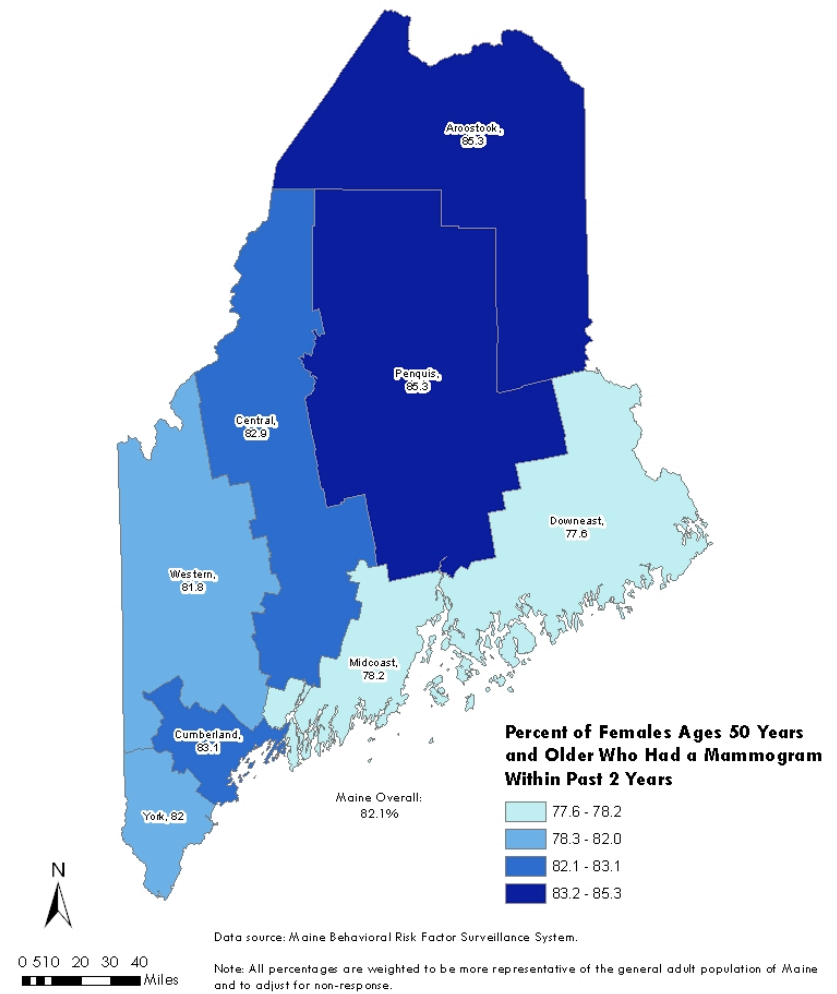 Aroostook,
85.3
Penquis,
85.3
Central,
82.9
Downeast,
77.6
Western,
81.8
Midcoast,
78.2
Cumberland,
83.1
York, 82
Maine Overall:
82.1%
Percent of Females Ages 50 Years
and Older Who Had a Mammogram
Within Past 2 Years
77.6 - 78.2
78.3 - 82.0
82.1 - 83.1
83.2 - 85.3
N
0 510 20 30 40
Miles
Data source: Maine Behavioral Risk Factor Surveillance System.
Note: All percentages are weighted to be more representative of the general adult population of Maine
and to adjust for non-response.